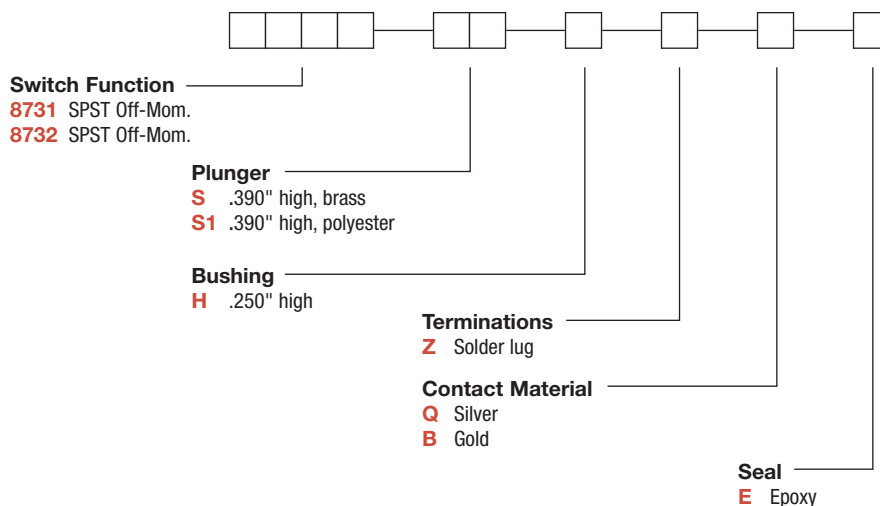 Switch Function
8731 SPST Off-Mom.
8732 SPST Off-Mom.
Plunger
S .390" high, brass
S1 .390" high, polyester
Bushing
H .250" high
Terminations
Z Solder lug
Contact Material
Q Silver
B Gold
Seal
E Epoxy